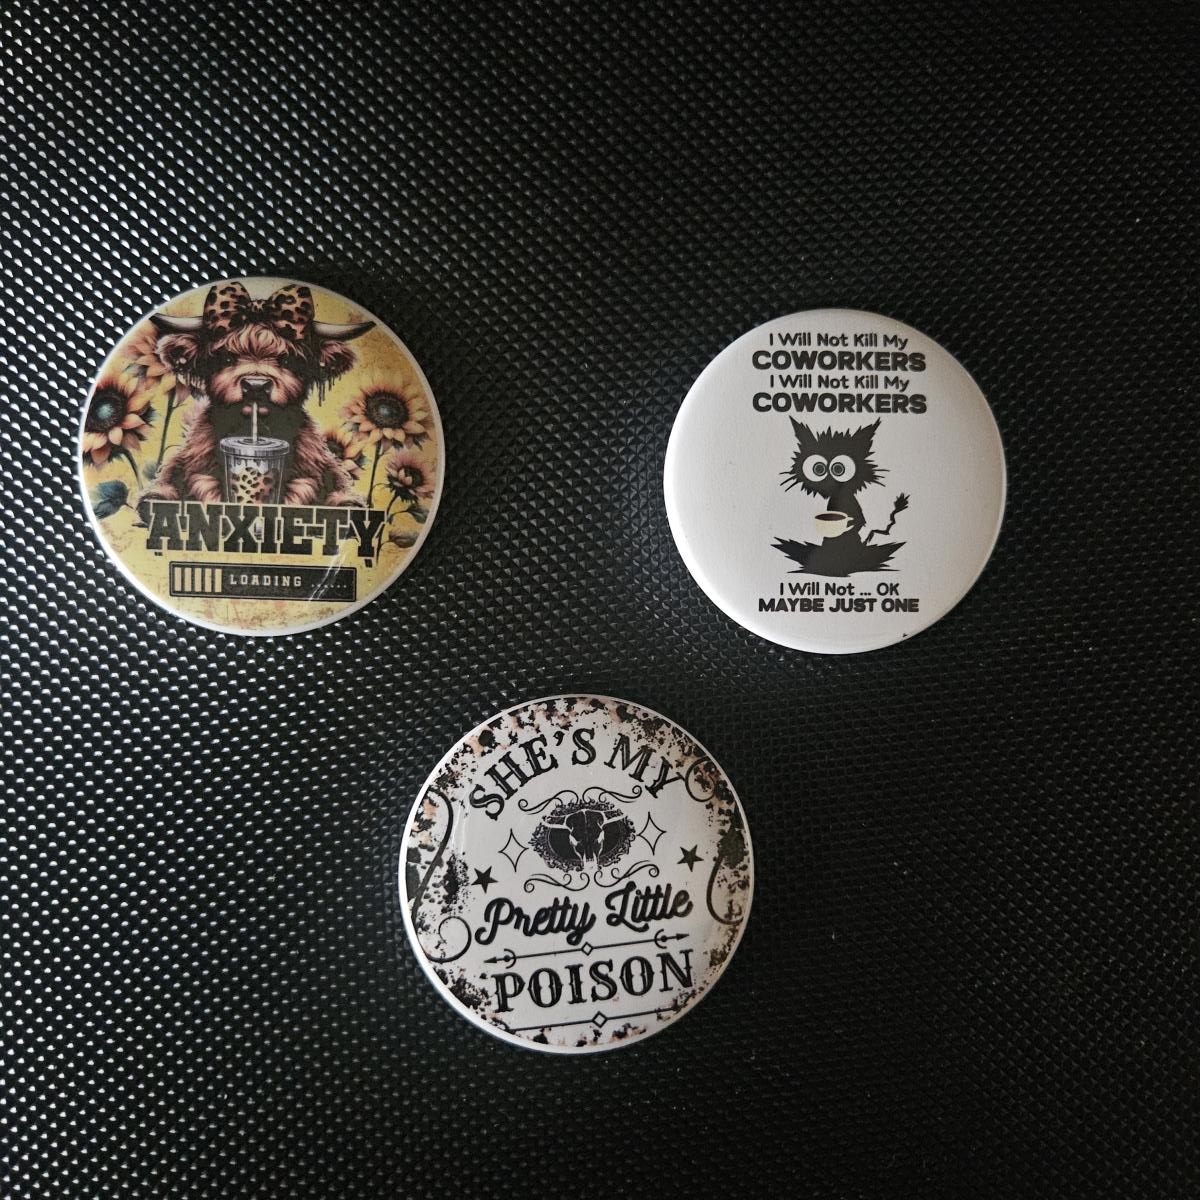 ANXIETY
LOADING ......
I Will Not Kill My
COWORKERS
I Will Not Kill My
COWORKERS
I Will Not ... OK
MAYBE JUST ONE
SHE'S MY
Pretty Little
POISON